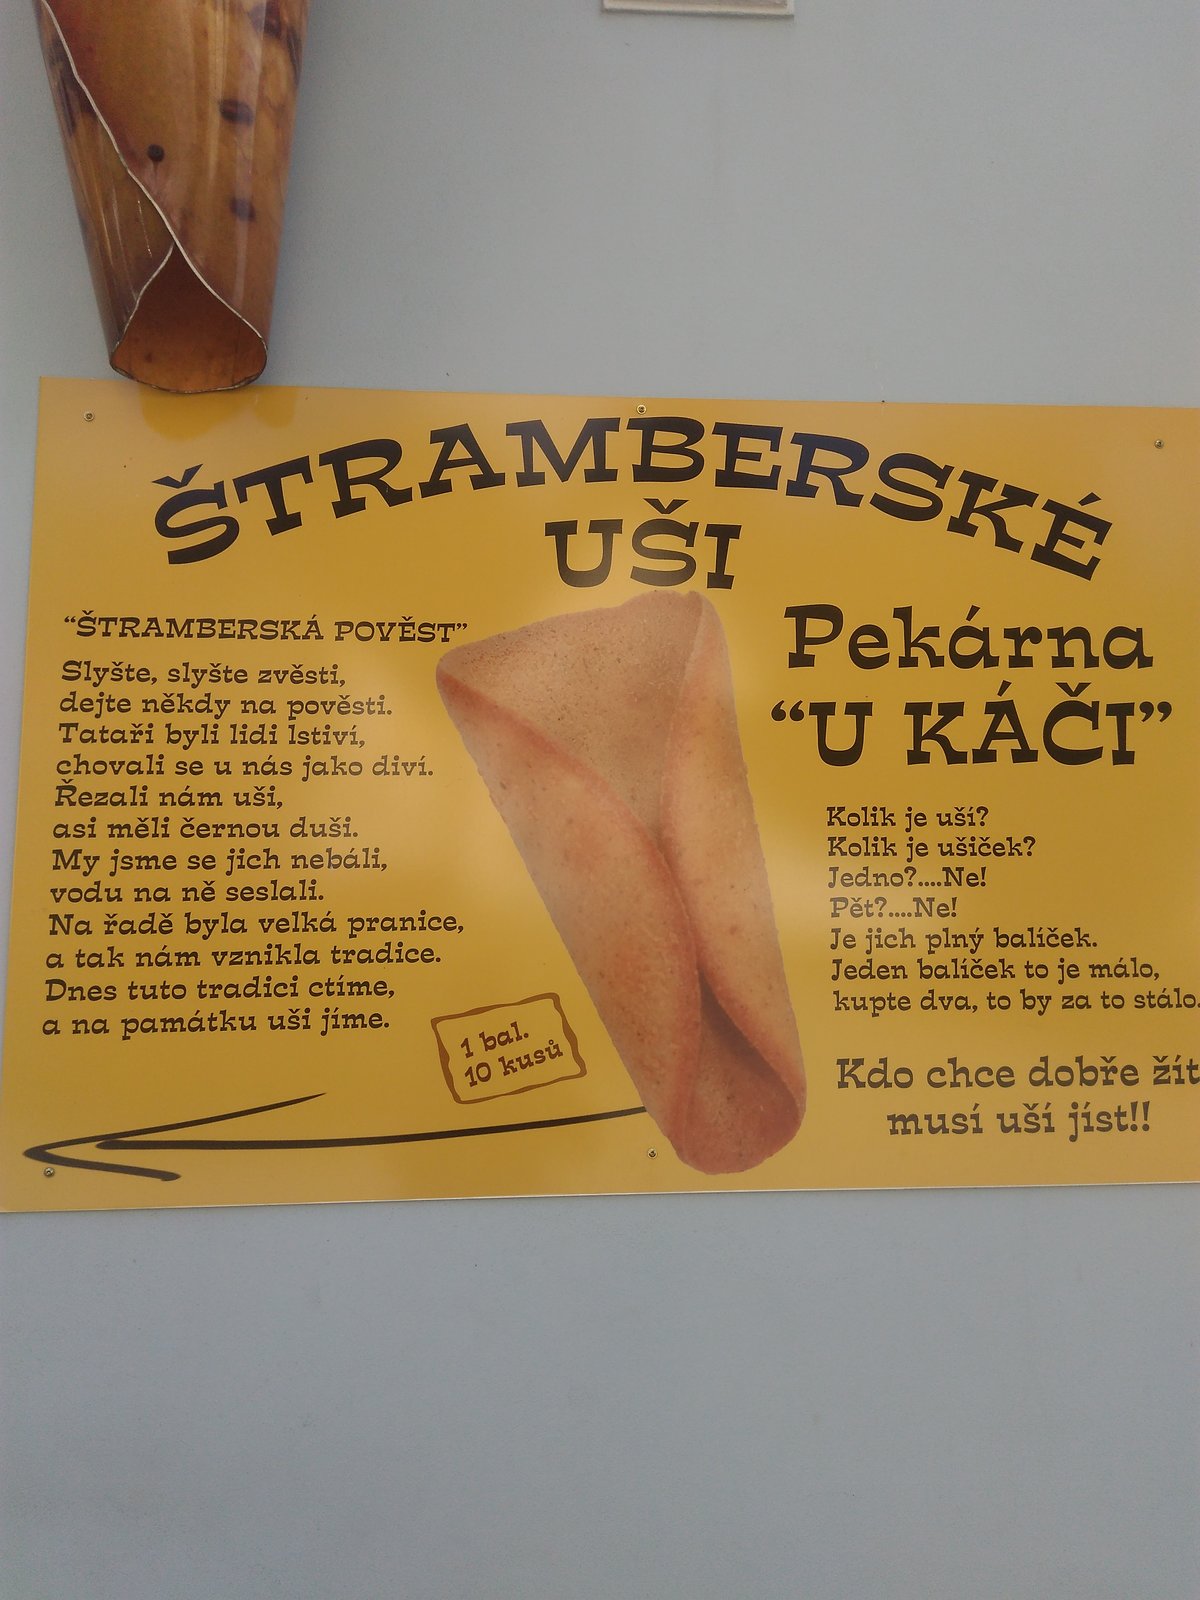 ŠTRAMBERSKÉ
UŠI
“ŠTRAMBERSKÁ POVĚST”
Slyšte, slyšte zvěsti,
dejte někdy na pověsti.
Tataři byli lidi lstiví,
chovali se u nás jako diví.
Řezali nám uši,
asi měli černou duši.
My jsme se jich nebáli,
vodu na ně seslali.
Na řadě byla velká pranice,
a tak nám vznikla tradice.
Dnes tuto tradici ctíme,
a na památku uši jíme.
1 bal.
10 kusů
Pekárna
“U KÁČI”
Kolik je uší?
Kolik je ušiček?
Jedno?....Ne!
Pět?....Ne!
Je jich plný balíček.
Jeden balíček to je málo,
kupte dva, to by za to stálo.
Kdo chce dobře žít
musí uší jíst!!